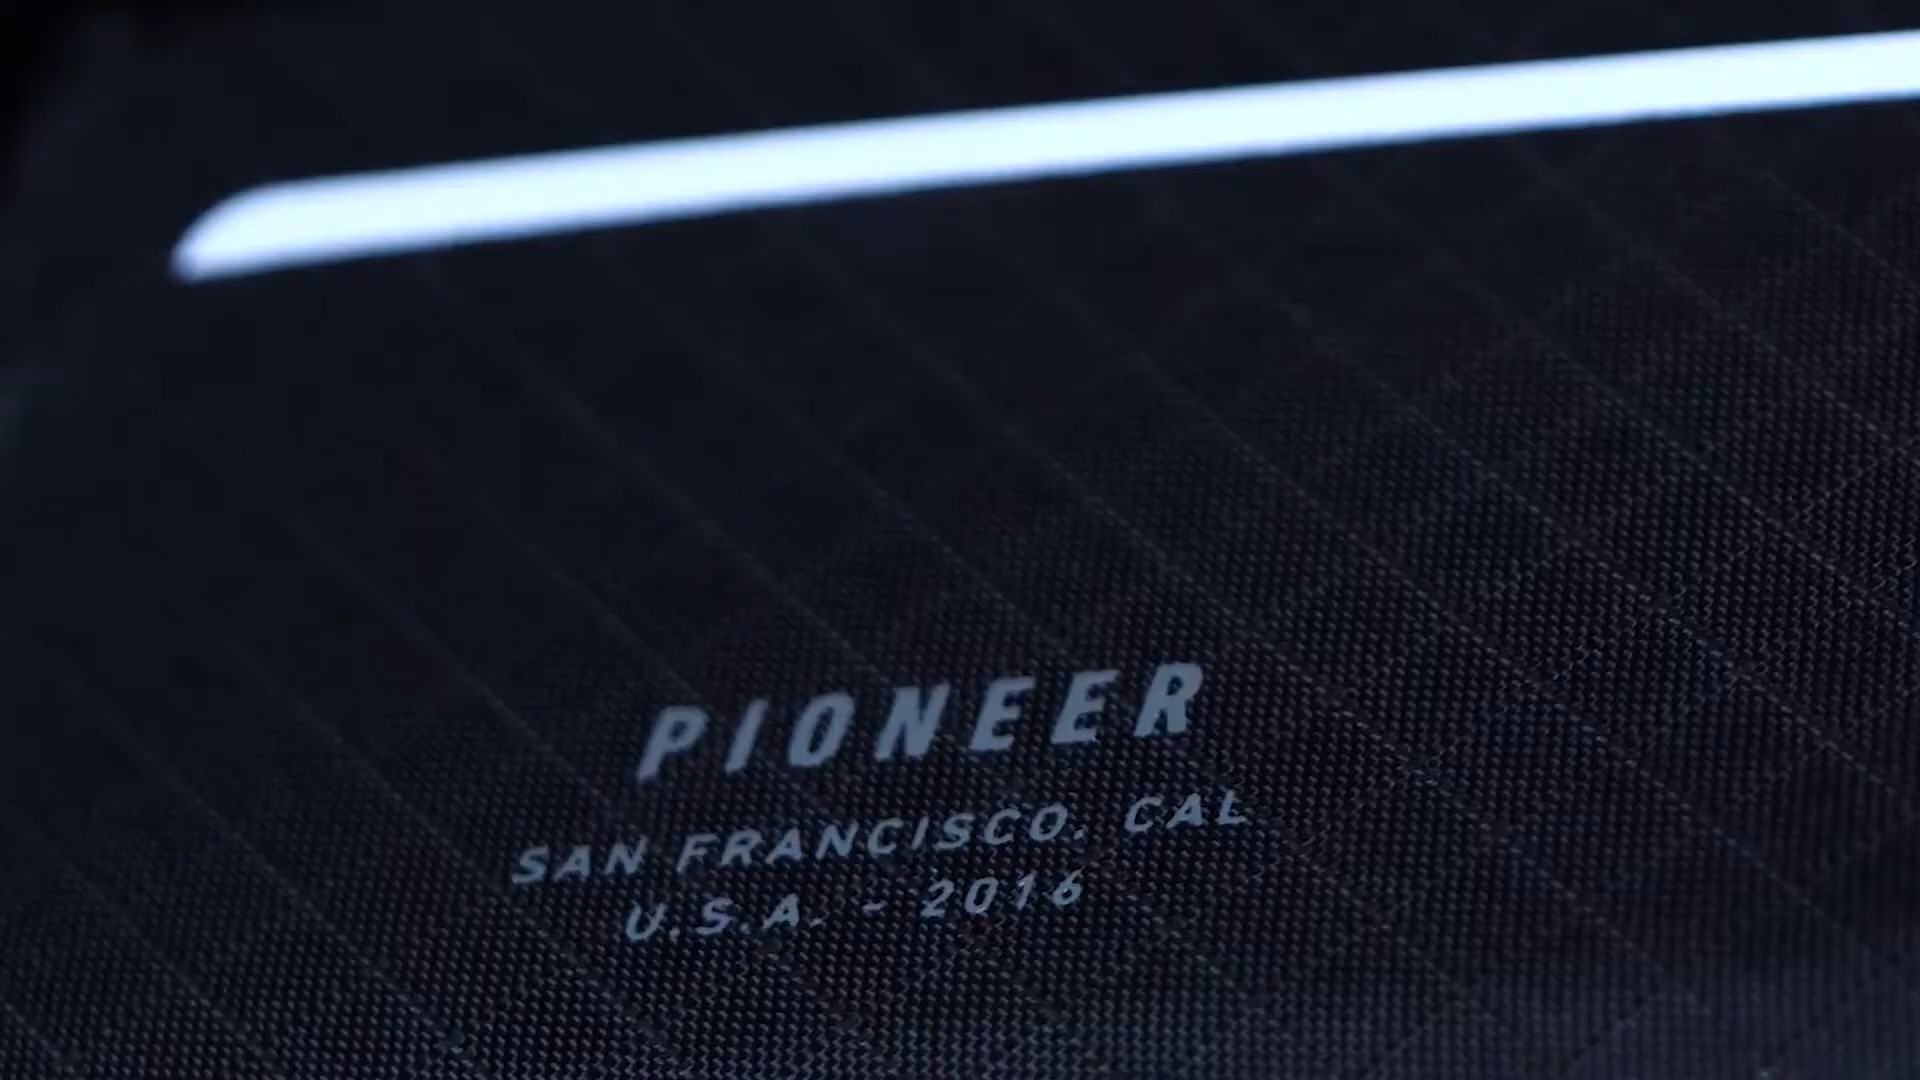 PIONEER
SAN FRANCISCO. CAL
U.S.A. - 2016